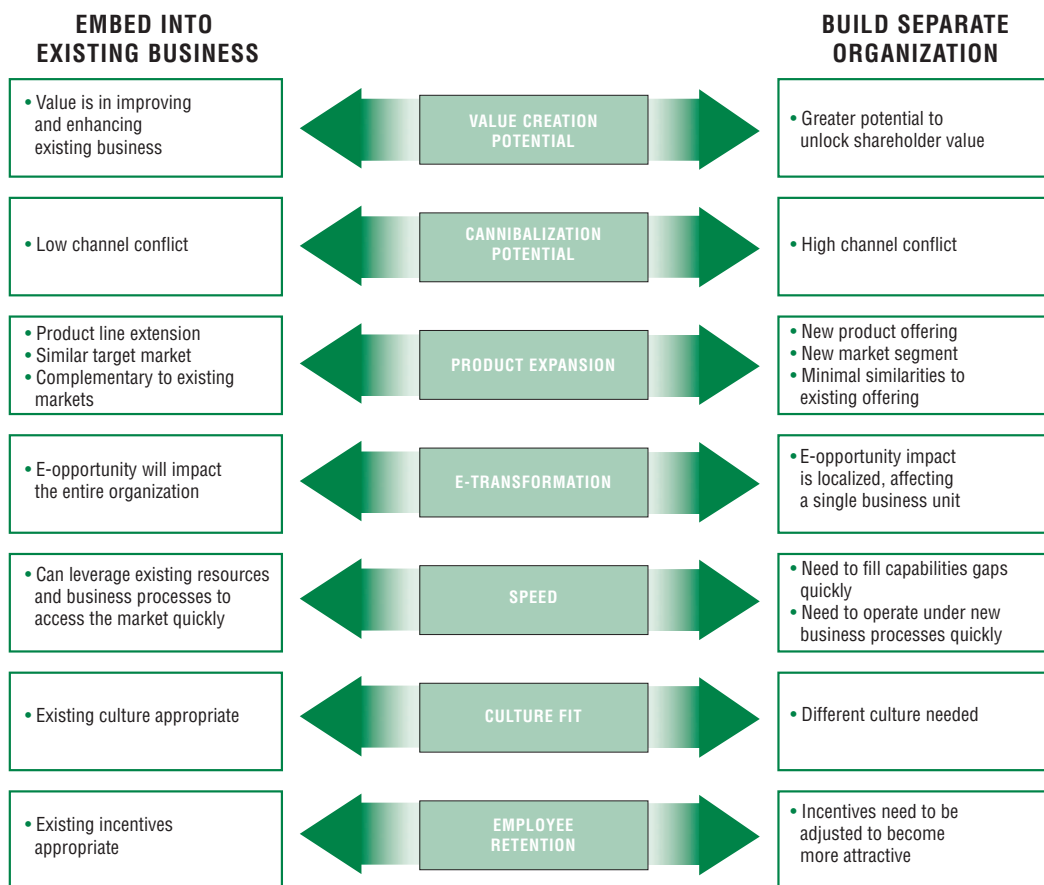 EMBED INTO
EXISTING BUSINESS
BUILD SEPARATE
ORGANIZATION
• Value is in improving
and enhancing
existing business
VALUE CREATION
POTENTIAL
• Greater potential to
unlock shareholder value
• Low channel conflict
CANNIBALIZATION
POTENTIAL
• High channel conflict
• Product line extension
• Similar target market
• Complementary to existing
markets
PRODUCT EXPANSION
• New product offering
• New market segment
• Minimal similarities to
existing offering
• E-opportunity will impact
the entire organization
E-TRANSFORMATION
• E-opportunity impact
is localized, affecting
a single business unit
• Can leverage existing resources
and business processes to
access the market quickly
SPEED
• Need to fill capabilities gaps
quickly
• Need to operate under new
business processes quickly
• Existing culture appropriate
CULTURE FIT
• Different culture needed
• Existing incentives
appropriate
EMPLOYEE
RETENTION
• Incentives need to be
adjusted to become
more attractive